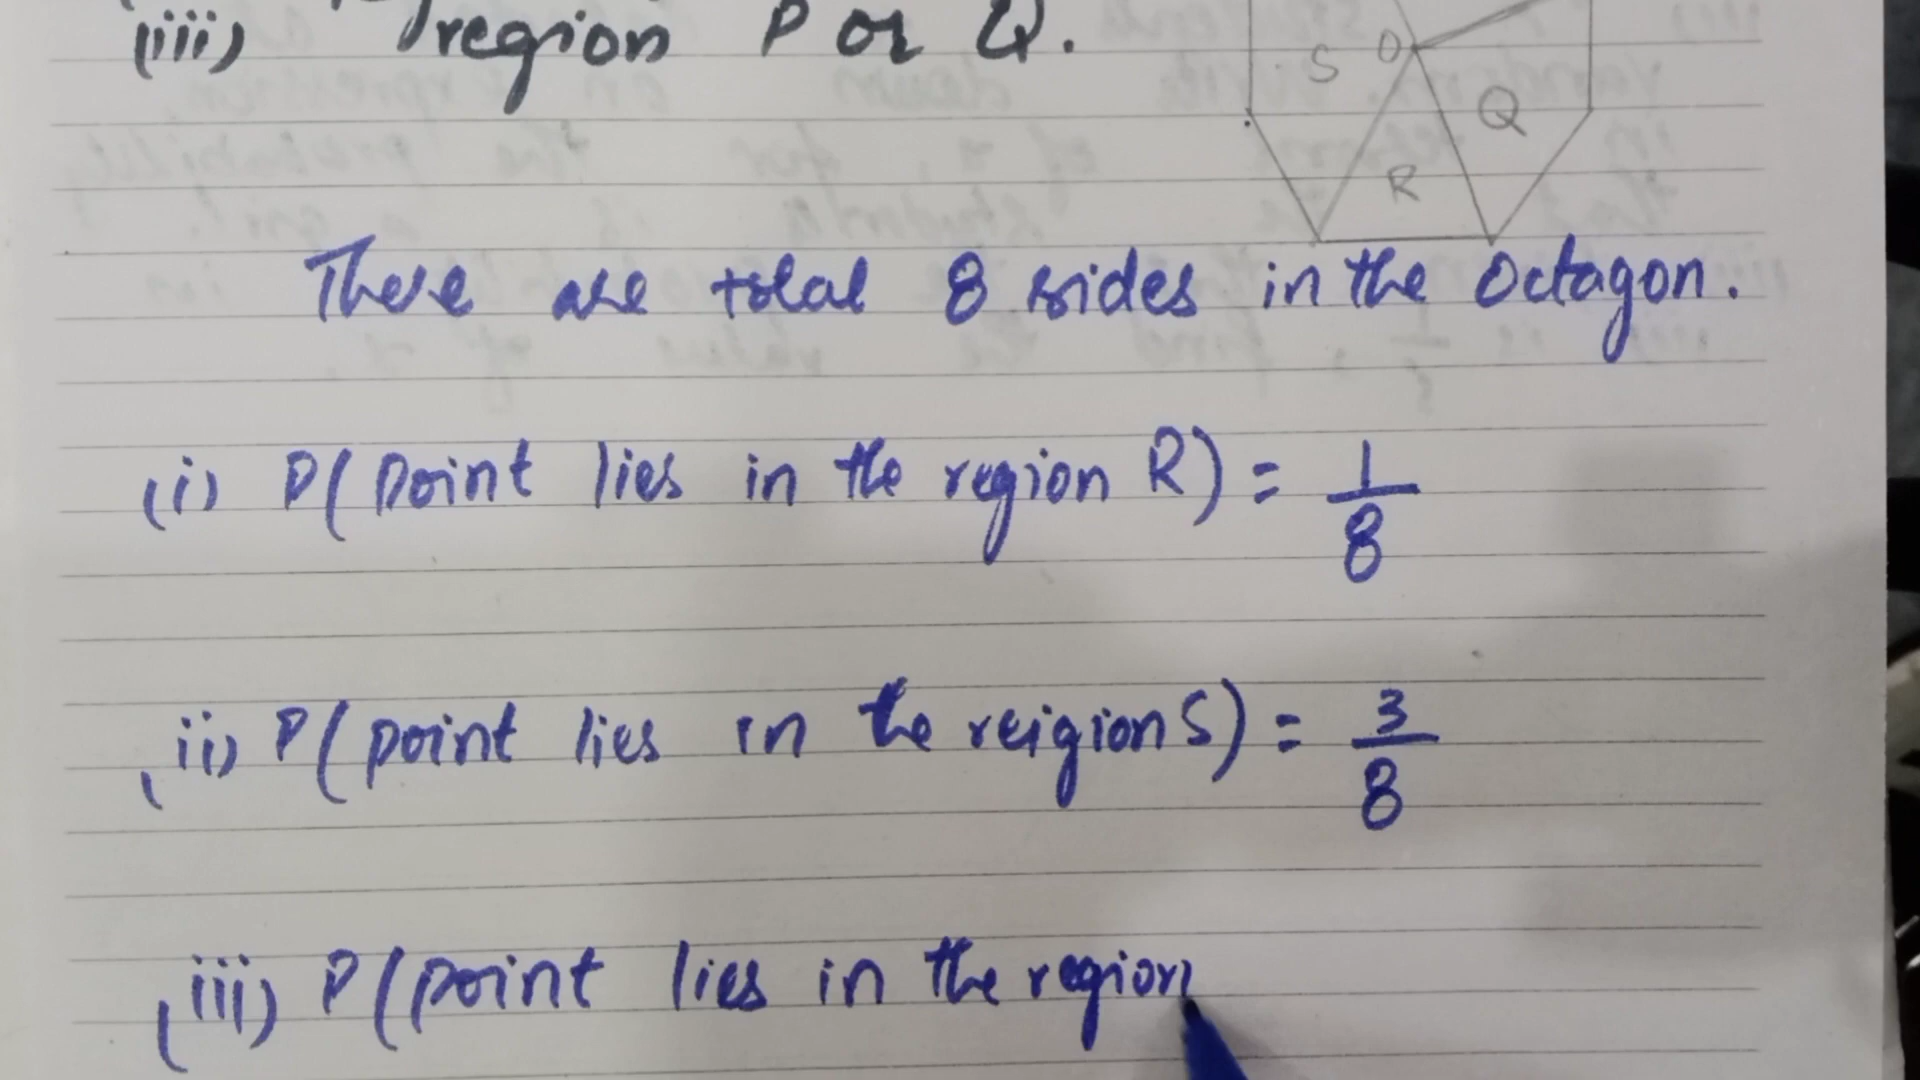 (iii) region P or Q.
S O
Q
R
There are total 8 sides in the Octagon.
(i) P( Point lies in the region R) = 1/8
(ii) P( point lies in the reigion S) = 3/8
(iii) P( point lies in the region